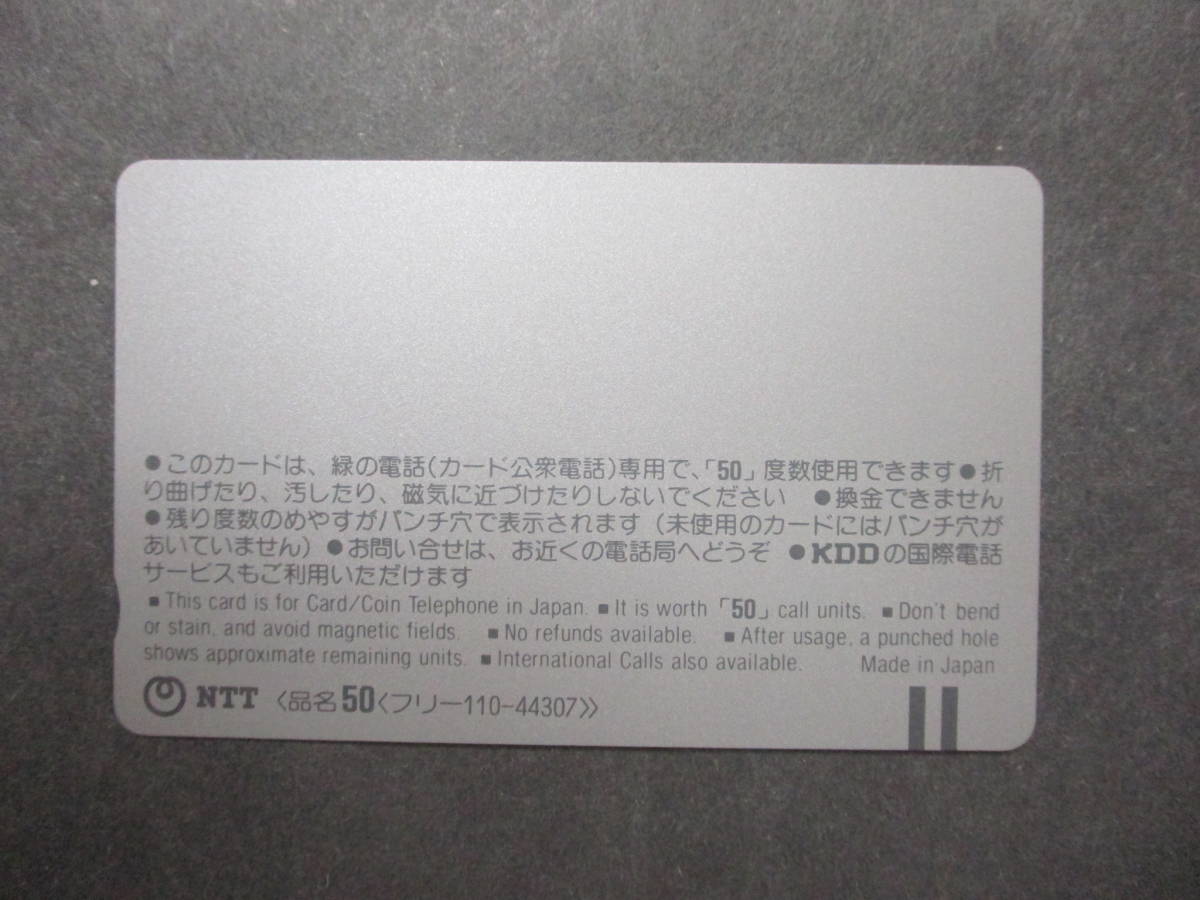 ●このカードは、緑の電話(カード公衆電話)専用で、「50」度数使用できます●折
り曲げたり、汚したり、磁気に近づけたりしないでください ●換金できません
●残り度数のめやすがパンチ穴で表示されます（未使用のカードにはパンチ穴が
あいていません）●お問い合せは、お近くの電話局へどうぞ ●KDDの国際電話
サービスもご利用いただけます
■This card is for Card/Coin Telephone in Japan. ■It is worth「50」call units. ■Don't bend
or stain, and avoid magnetic fields. ■No refunds available. ■After usage, a punched hole
shows approximate remaining units. ■International Calls also available. Made in Japan
NTT 〈品名50〈フリー110-44307〉〉